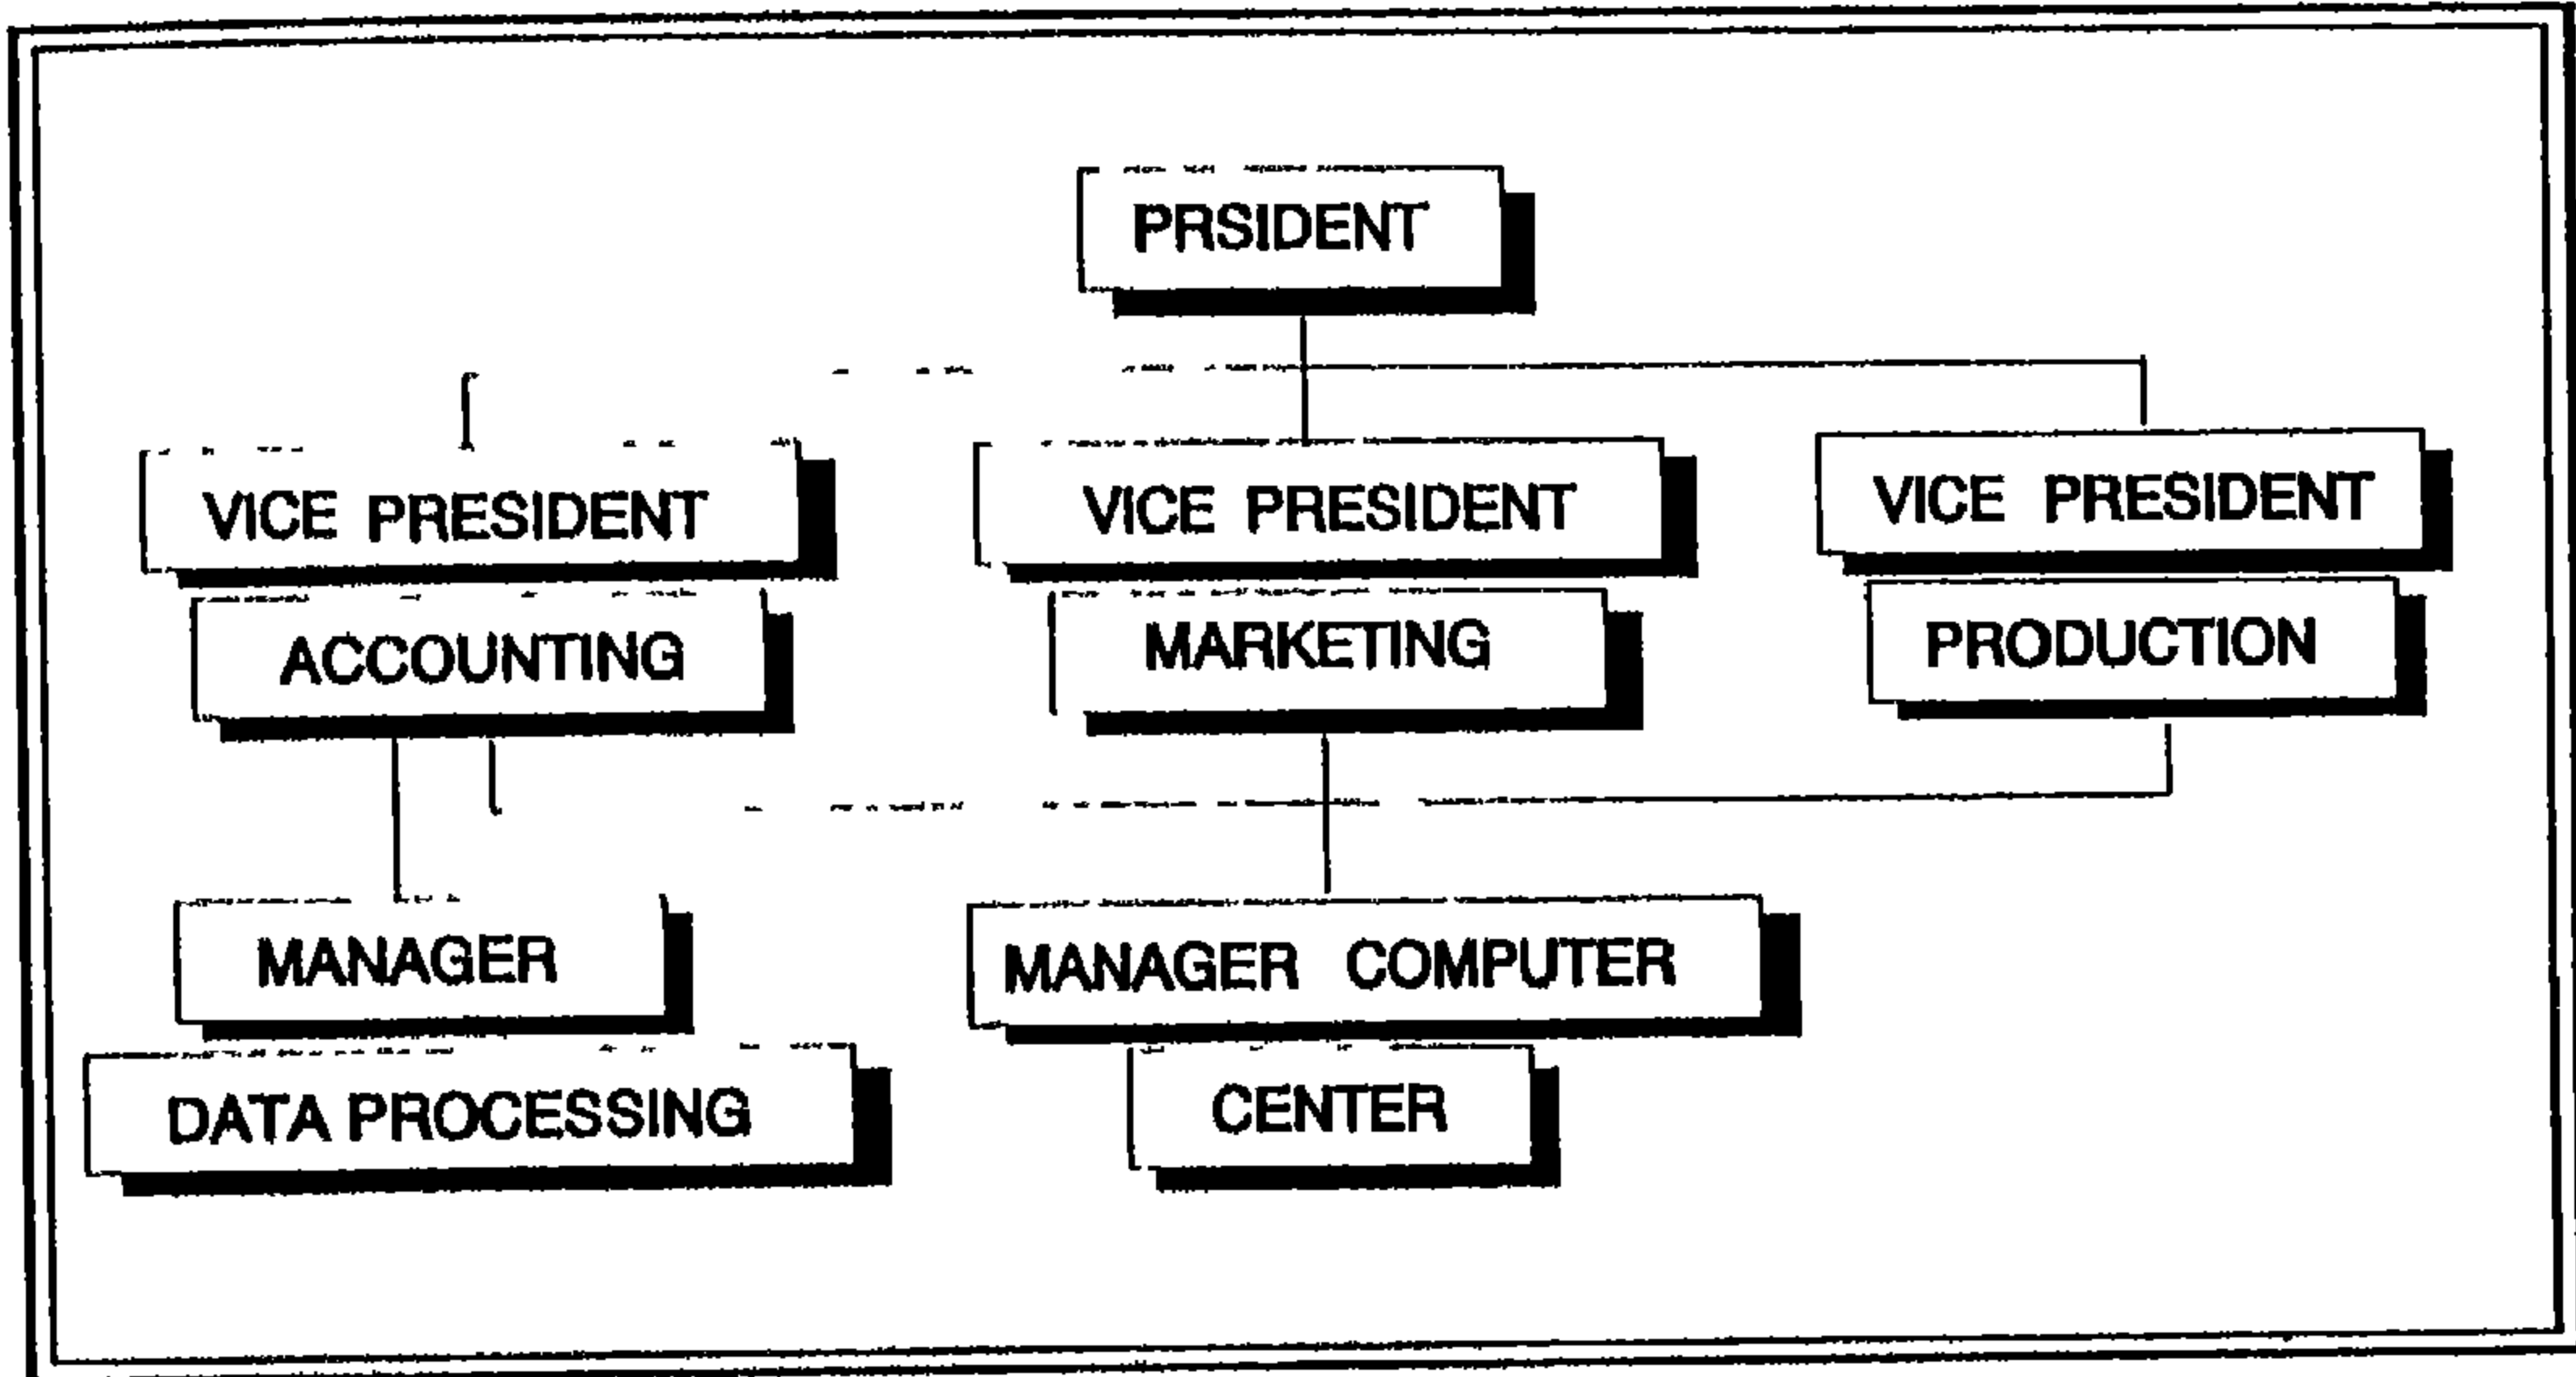 PRSIDENT
VICE PRESIDENT
ACCOUNTING
VICE PRESIDENT
MARKETING
VICE PRESIDENT
PRODUCTION
MANAGER
DATA PROCESSING
MANAGER COMPUTER
CENTER